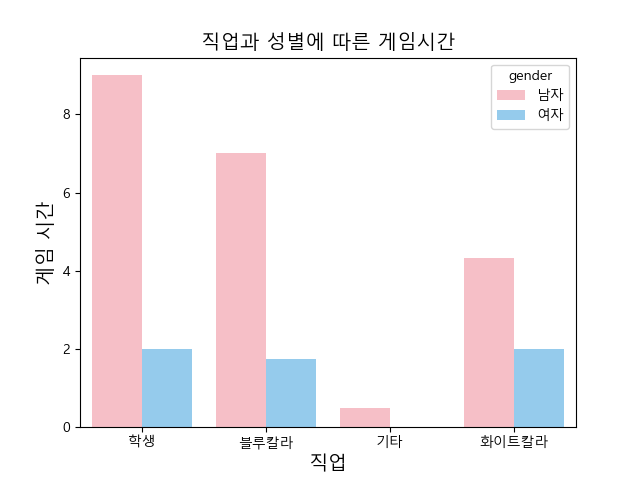 직업과 성별에 따른 게임시간
gender
남자
여자
게임 시간
8
6
4
2
0
학생 블루칼라 기타 화이트칼라
직업